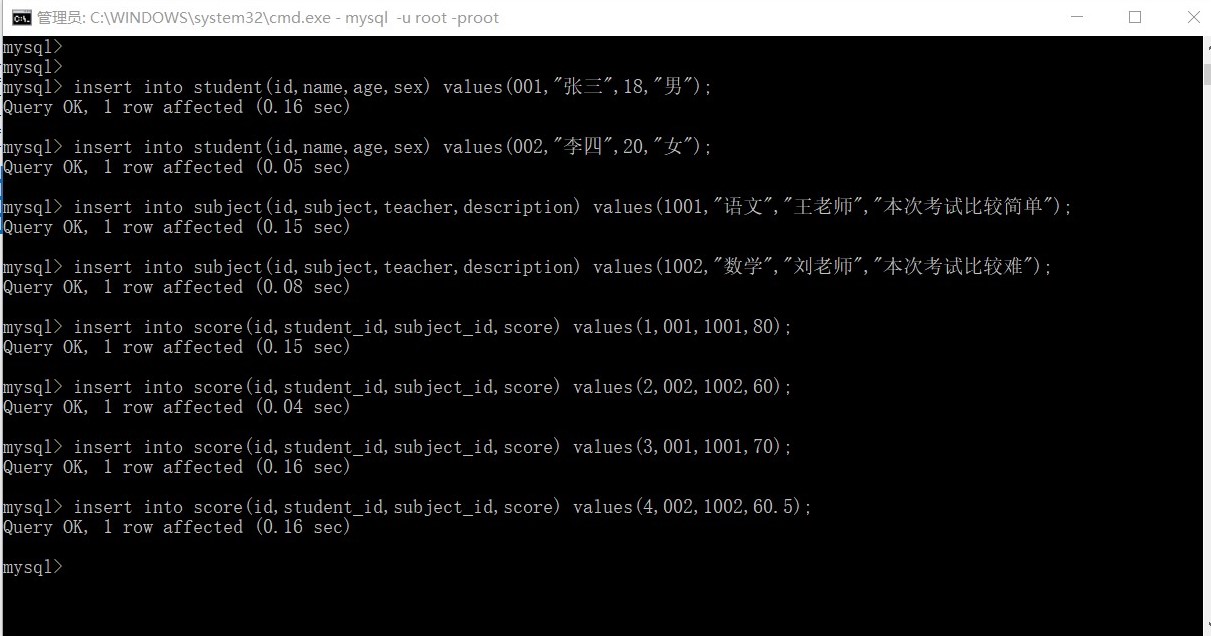 管理员: C:\WINDOWS\system32\cmd.exe - mysql  -u root -proot
mysql>
mysql>
mysql> insert into student(id,name,age,sex) values(001,"张三",18,"男");
Query OK, 1 row affected (0.16 sec)
mysql> insert into student(id,name,age,sex) values(002,"李四",20,"女");
Query OK, 1 row affected (0.05 sec)
mysql> insert into subject(id,subject,teacher,description) values(1001,"语文","王老师","本次考试比较简单");
Query OK, 1 row affected (0.15 sec)
mysql> insert into subject(id,subject,teacher,description) values(1002,"数学","刘老师","本次考试比较难");
Query OK, 1 row affected (0.08 sec)
mysql> insert into score(id,student_id,subject_id,score) values(1,001,1001,80);
Query OK, 1 row affected (0.15 sec)
mysql> insert into score(id,student_id,subject_id,score) values(2,002,1002,60);
Query OK, 1 row affected (0.04 sec)
mysql> insert into score(id,student_id,subject_id,score) values(3,001,1001,70);
Query OK, 1 row affected (0.16 sec)
mysql> insert into score(id,student_id,subject_id,score) values(4,002,1002,60.5);
Query OK, 1 row affected (0.16 sec)
mysql>